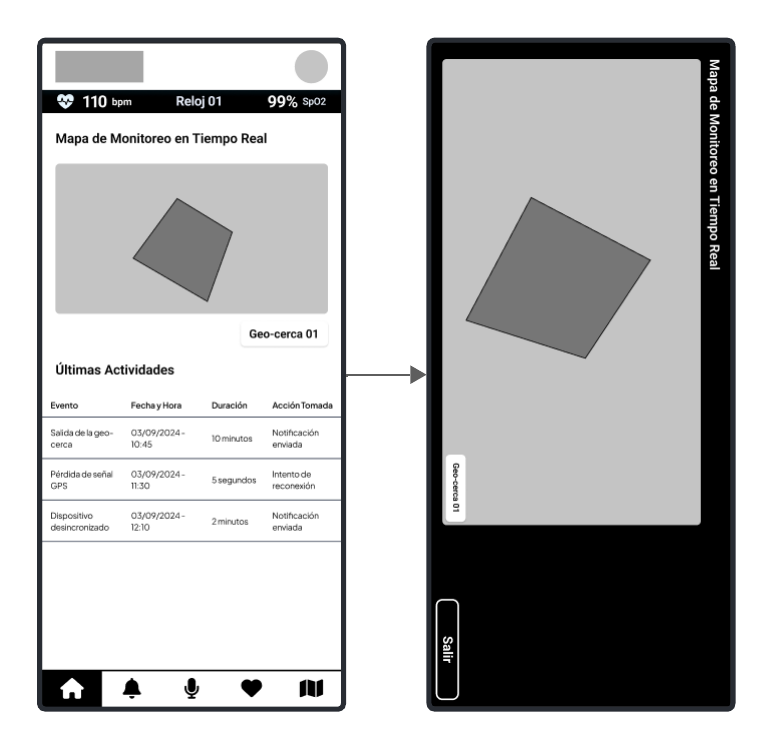 110 bpm Reloj 01 99% SpO2
Mapa de Monitoreo en Tiempo Real
Geo-cerca 01
Últimas Actividades
Evento Fecha y Hora Duración Acción Tomada
Salida de la geo-
cerca
03/09/2024 -
10:45
10 minutos
Notificación
enviada
Pérdida de señal
GPS
03/09/2024 -
11:30
5 segundos
Intento de
reconexión
Dispositivo
desincronizado
03/09/2024 -
12:10
2 minutos
Notificación
enviada
Mapa de Monitoreo en Tiempo Real
Geo-cerca 01
Salir